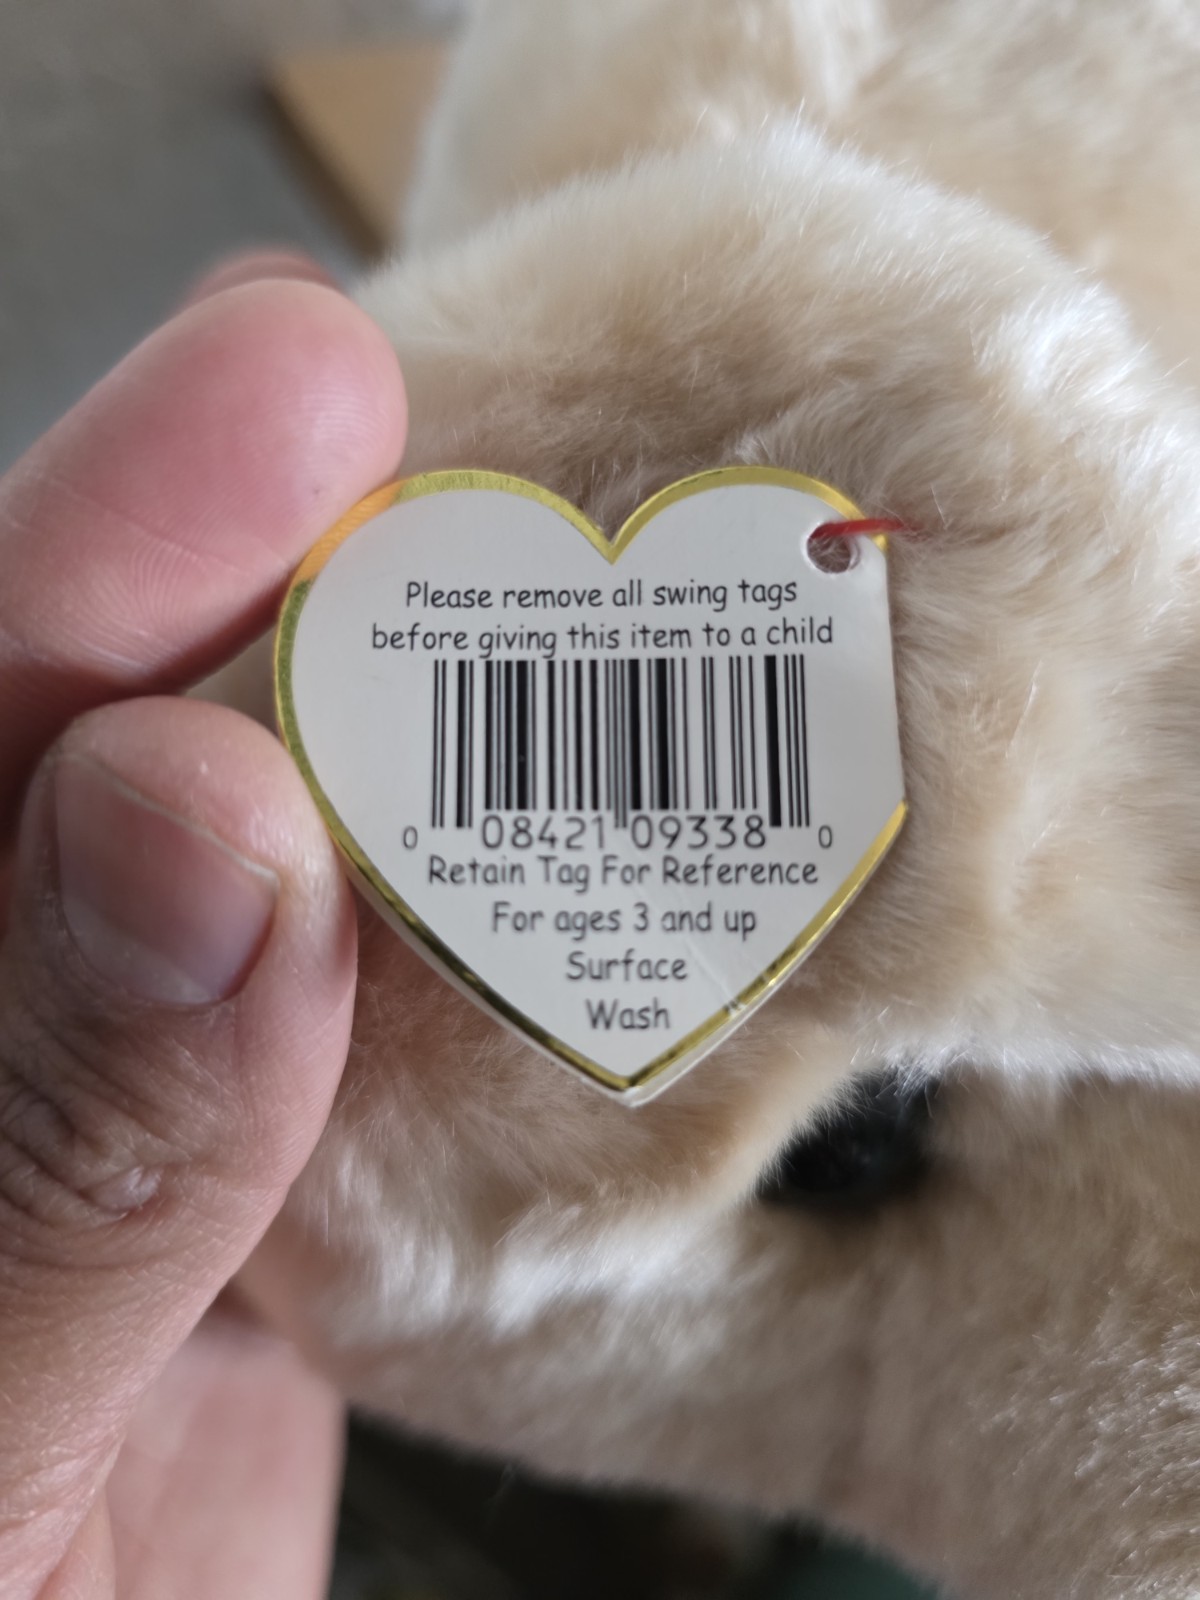 Please remove all swing tags
before giving this item to a child
0 08421 09338 0
Retain Tag For Reference
For ages 3 and up
Surface
Wash